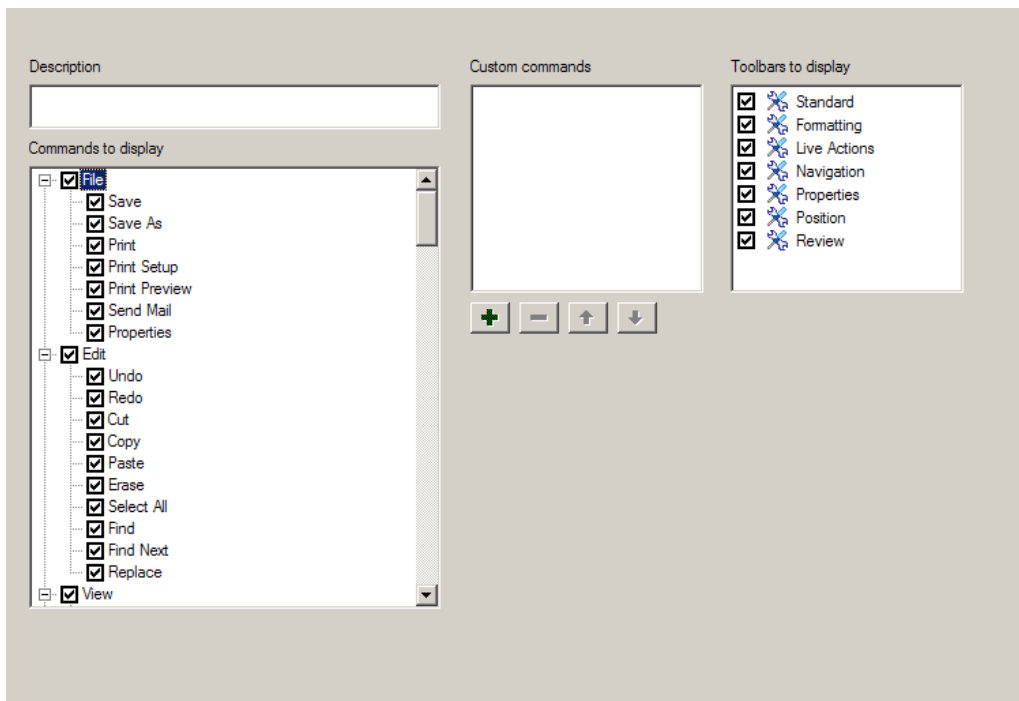 Description
Commands to display
File
Save
Save As
Print
Print Setup
Print Preview
Send Mail
Properties
Edit
Undo
Redo
Cut
Copy
Paste
Erase
Select All
Find
Find Next
Replace
View
Custom commands
Toolbars to display
Standard
Formatting
Live Actions
Navigation
Properties
Position
Review